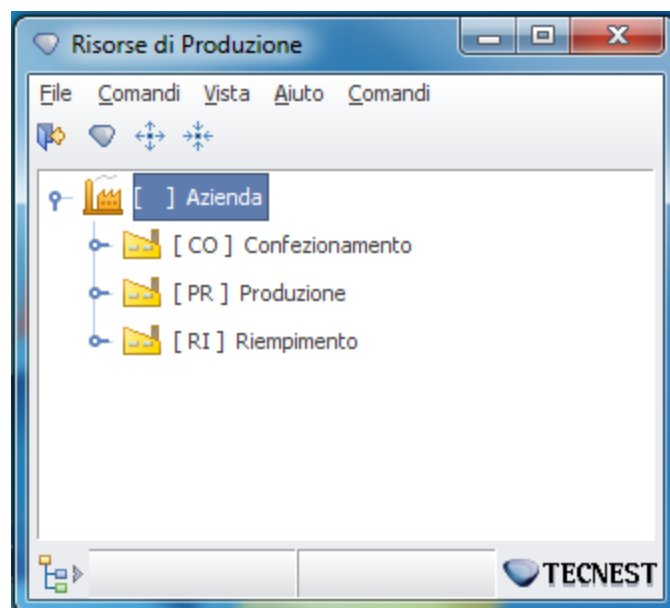 Risorse di Produzione
File Comandi Vista Aiuto Comandi
[ ] Azienda
[ CO ] Confezionamento
[ PR ] Produzione
[ RI ] Riempimento
TECNEST